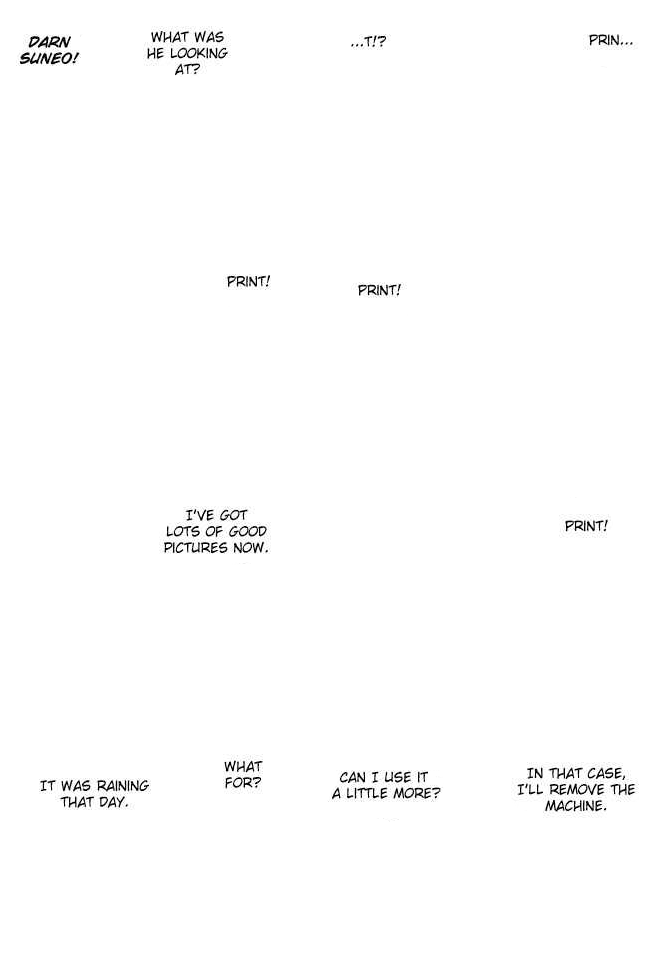 PRIN...
...T!?
WHAT WAS
HE LOOKING
AT?
DARN
SUNEO!
PRINT!
PRINT!
PRINT!
I'VE GOT
LOTS OF GOOD
PICTURES NOW.
IN THAT CASE,
I'LL REMOVE THE
MACHINE.
CAN I USE IT
A LITTLE MORE?
WHAT
FOR?
IT WAS RAINING
THAT DAY.